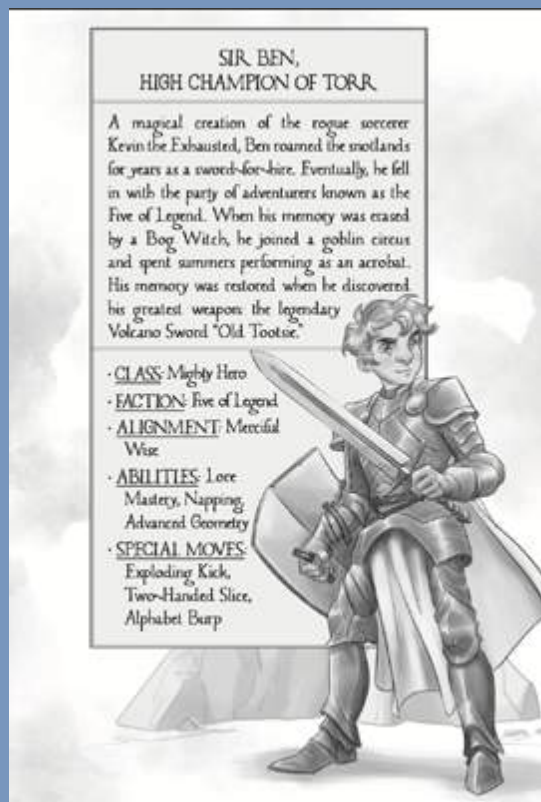 SIR BEN,
HIGH CHAMPION OF TORR
A magical creation of the rogue sorcerer
Kevin the Exhausted, Ben roamed the snotlands
for years as a sword-for-hire. Eventually, he fell
in with the party of adventurers known as the
Five of Legend. When his memory was erased
by a Bog Witch, he joined a goblin circus
and spent summers performing as an acrobat.
His memory was restored when he discovered
his greatest weapon: the legendary
Volcano Sword "Old Tootsie."
· CLASS: Mighty Hero
· FACTION: Five of Legend
· ALIGNMENT: Merciful
Wise
· ABILITIES: Lore
Mastery, Napping,
Advanced Geometry
· SPECIAL MOVES:
Exploding Kick,
Two-Handed Slice,
Alphabet Burp